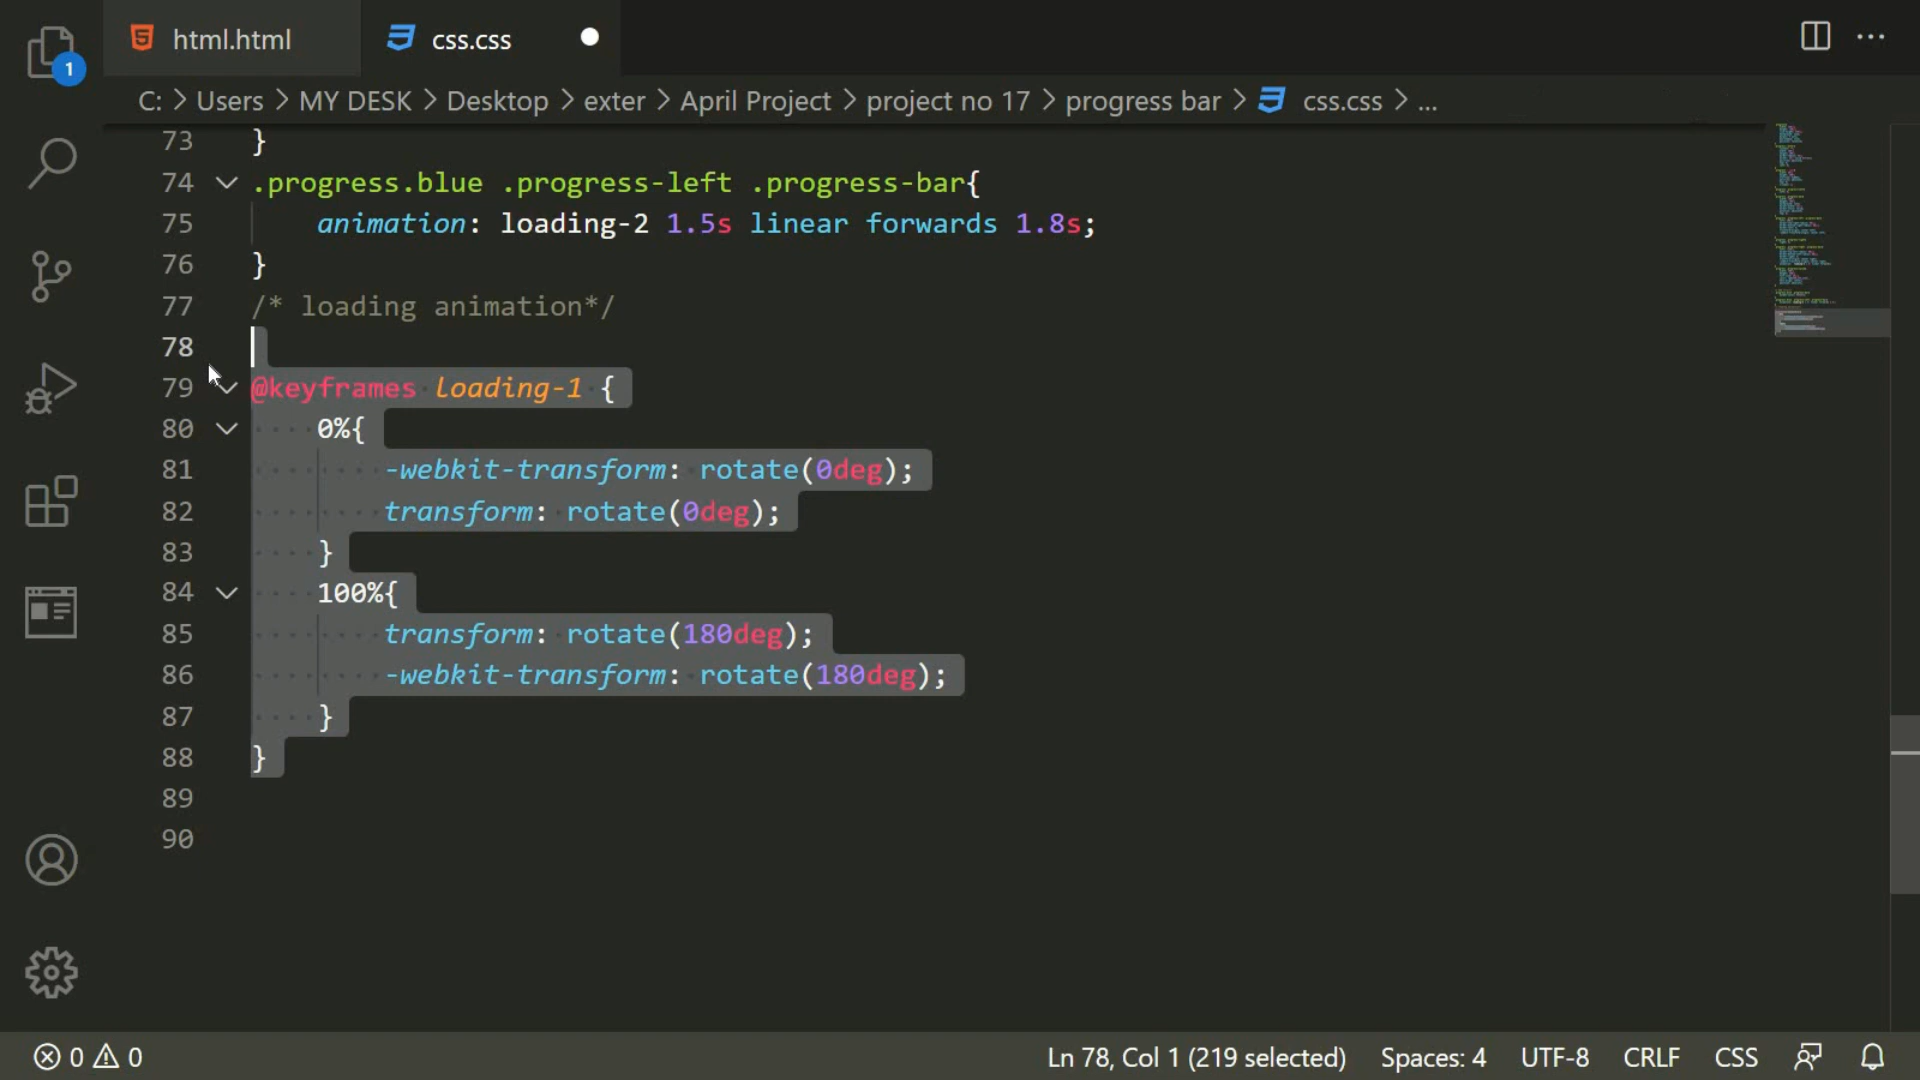 html.html
css.css
1
C: > Users > MY DESK > Desktop > exter > April Project > project no 17 > progress bar > css.css > ...
73 }
74 .progress.blue .progress-left .progress-bar{
75 animation: loading-2 1.5s linear forwards 1.8s;
76 }
77 /* loading animation*/
78
79 @keyframes loading-1 {
80 0%{
81 -webkit-transform: rotate(0deg);
82 transform: rotate(0deg);
83 }
84 100%{
85 transform: rotate(180deg);
86 -webkit-transform: rotate(180deg);
87 }
88 }
89
90
0 0 Ln 78, Col 1 (219 selected) Spaces: 4 UTF-8 CRLF CSS